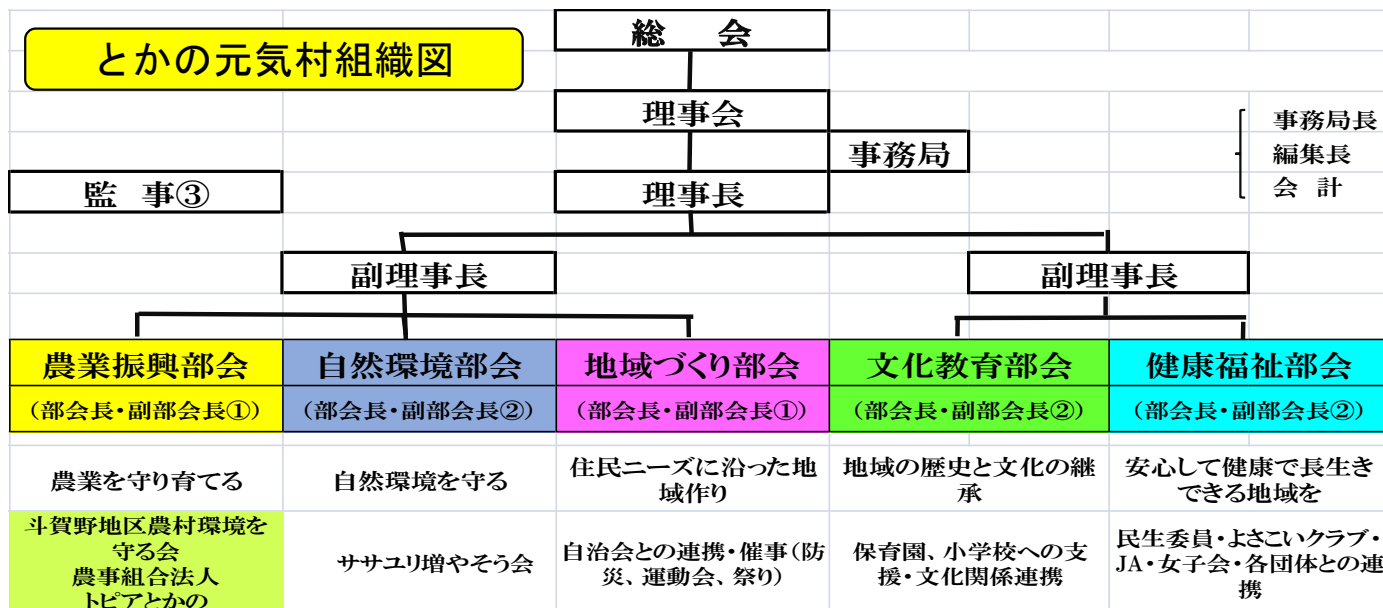 とかの元気村組織図
総　会
理事会
事務局
事務局長
編集長
会 計
監 事③
理事長
副理事長
副理事長
農業振興部会
自然環境部会
地域づくり部会
文化教育部会
健康福祉部会
（部会長・副部会長①）
（部会長・副部会長②）
（部会長・副部会長①）
（部会長・副部会長②）
（部会長・副部会長②）
農業を守り育てる
自然環境を守る
住民ニーズに沿った地
域作り
地域の歴史と文化の継
承
安心して健康で長生き
できる地域を
斗賀野地区農村環境を
守る会
農事組合法人
トピアとかの
ササユリ増やそう会
自治会との連携・催事（防
災、運動会、祭り）
保育園、小学校への支
援・文化関係連携
民生委員・よさこいクラブ・
JA・女子会・各団体との連
携